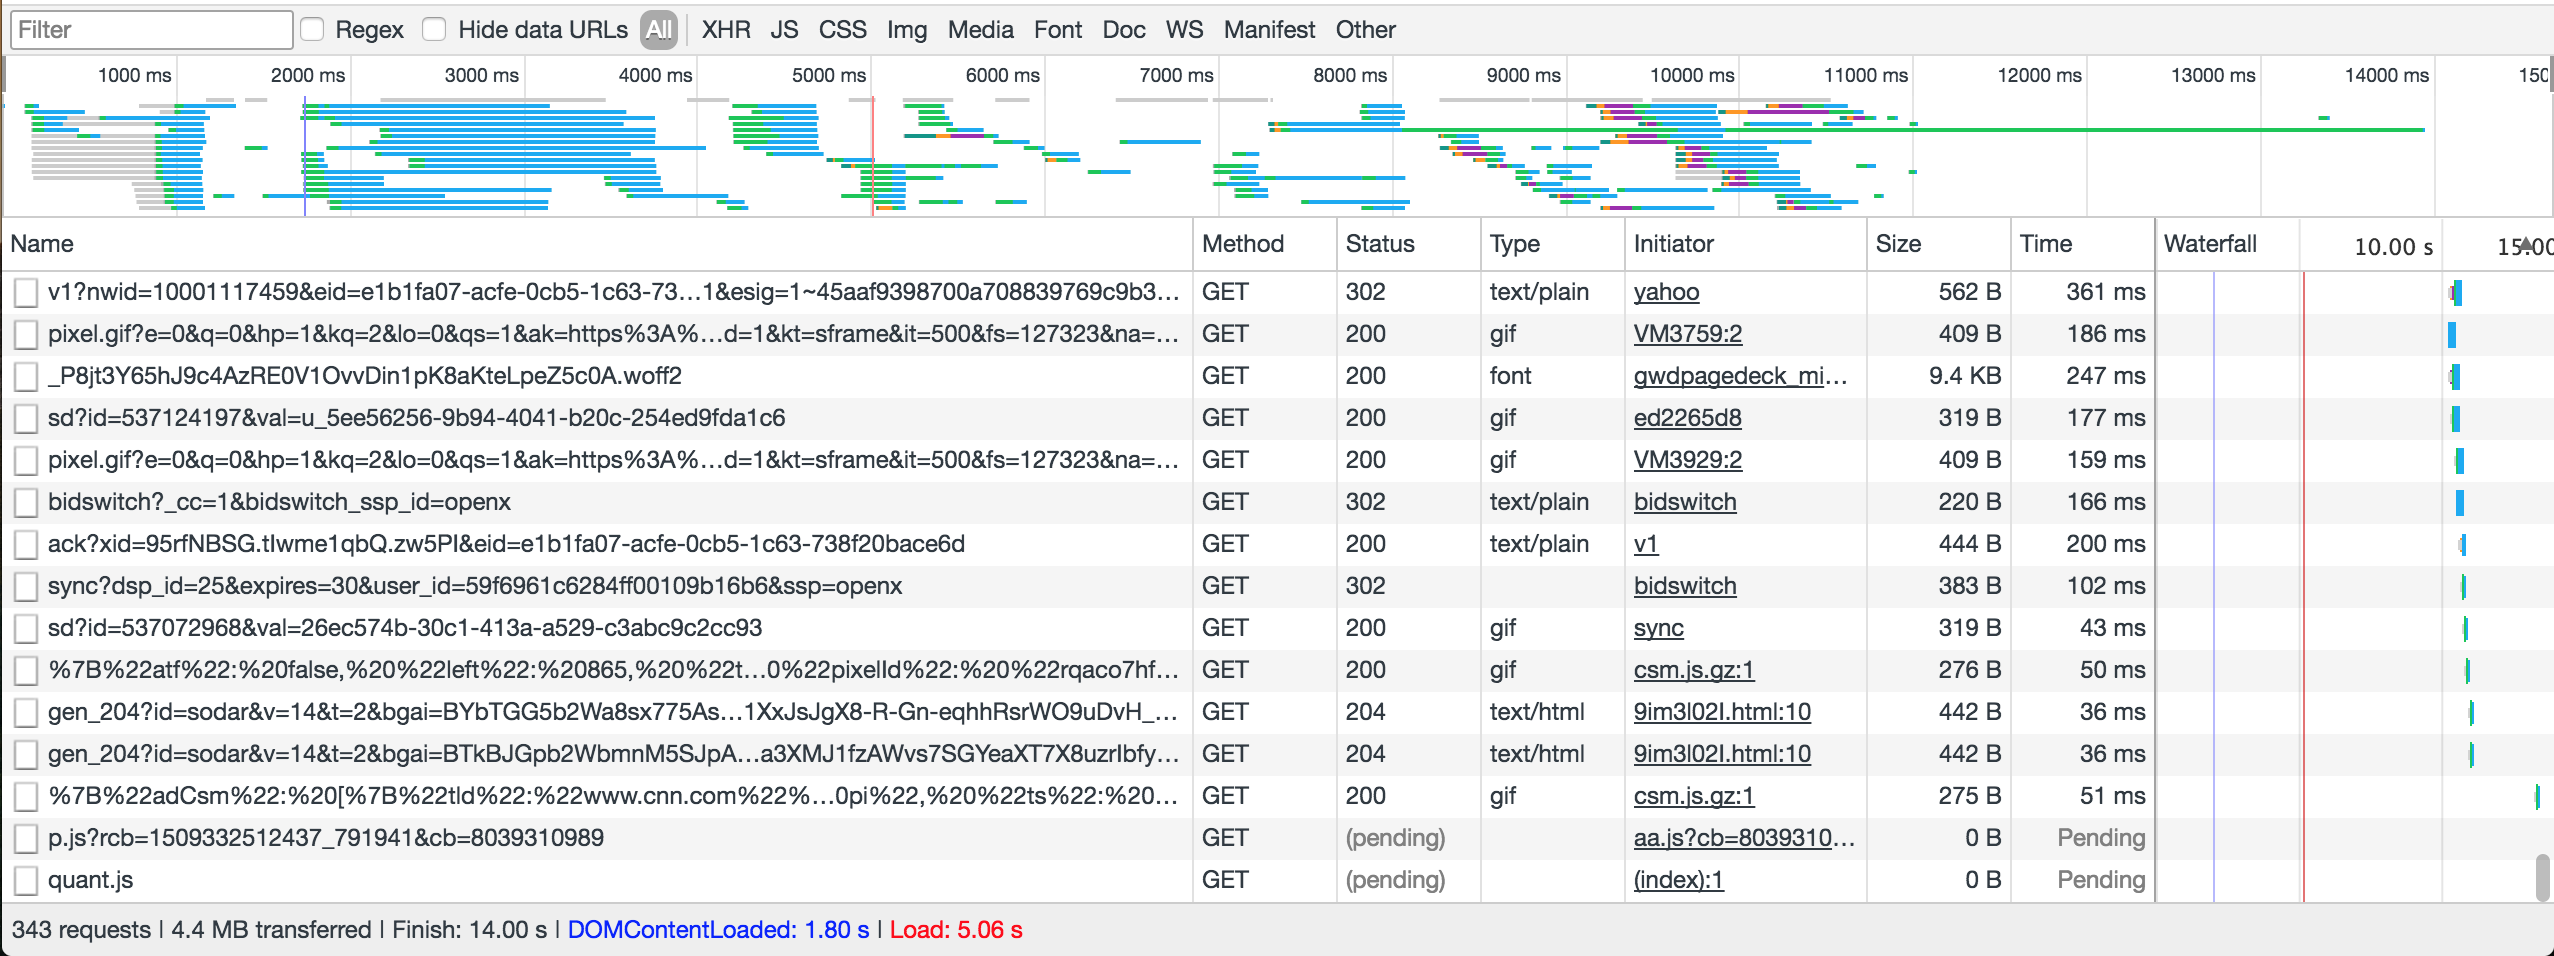 Filter Regex Hide data URLs All XHR JS CSS Img Media Font Doc WS Manifest Other
1000 ms 2000 ms 3000 ms 4000 ms 5000 ms 6000 ms 7000 ms 8000 ms 9000 ms 10000 ms 11000 ms 12000 ms 13000 ms 14000 ms 150
Name Method Status Type Initiator Size Time Waterfall 10.00 s 15.00
v1?nwid=10001117459&eid=e1b1fa07-acfe-0cb5-1c63-73…1&esig=1~45aaf9398700a708839769c9b3… GET 302 text/plain yahoo 562 B 361 ms
pixel.gif?e=0&q=0&hp=1&kq=2&lo=0&qs=1&ak=https%3A%…d=1&kt=sframe&it=500&fs=127323&na=… GET 200 gif VM3759:2 409 B 186 ms
_P8jt3Y65hJ9c4AzRE0V1OvvDin1pK8aKteLpeZ5c0A.woff2 GET 200 font gwdpagedeck_mi… 9.4 KB 247 ms
sd?id=537124197&val=u_5ee56256-9b94-4041-b20c-254ed9fda1c6 GET 200 gif ed2265d8 319 B 177 ms
pixel.gif?e=0&q=0&hp=1&kq=2&lo=0&qs=1&ak=https%3A%…d=1&kt=sframe&it=500&fs=127323&na=… GET 200 gif VM3929:2 409 B 159 ms
bidswitch?_cc=1&bidswitch_ssp_id=openx GET 302 text/plain bidswitch 220 B 166 ms
ack?xid=95rfNBSG.tIwme1qbQ.zw5PI&eid=e1b1fa07-acfe-0cb5-1c63-738f20bace6d GET 200 text/plain v1 444 B 200 ms
sync?dsp_id=25&expires=30&user_id=59f6961c6284ff00109b16b6&ssp=openx GET 302 bidswitch 383 B 102 ms
sd?id=537072968&val=26ec574b-30c1-413a-a529-c3abc9c2cc93 GET 200 gif sync 319 B 43 ms
%7B%22atf%22:%20false,%20%22left%22:%20865,%20%22t…0%22pixelId%22:%20%22rqaco7hf… GET 200 gif csm.js.gz:1 276 B 50 ms
gen_204?id=sodar&v=14&t=2&bgai=BYbTGG5b2Wa8sx775As…1XxJsJgX8-R-Gn-eqhhRsrWO9uDvH_… GET 204 text/html 9im3l02I.html:10 442 B 36 ms
gen_204?id=sodar&v=14&t=2&bgai=BTkBJGpb2WbmnM5SJpA…a3XMJ1fzAWvs7SGYeaXT7X8uzrIbfy… GET 204 text/html 9im3l02I.html:10 442 B 36 ms
%7B%22adCsm%22:%20[%7B%22tld%22:%22www.cnn.com%22%…0pi%22,%20%22ts%22:%20… GET 200 gif csm.js.gz:1 275 B 51 ms
p.js?rcb=1509332512437_791941&cb=8039310989 GET (pending) aa.js?cb=8039310… 0 B Pending
quant.js GET (pending) (index):1 0 B Pending
343 requests | 4.4 MB transferred | Finish: 14.00 s | DOMContentLoaded: 1.80 s | Load: 5.06 s